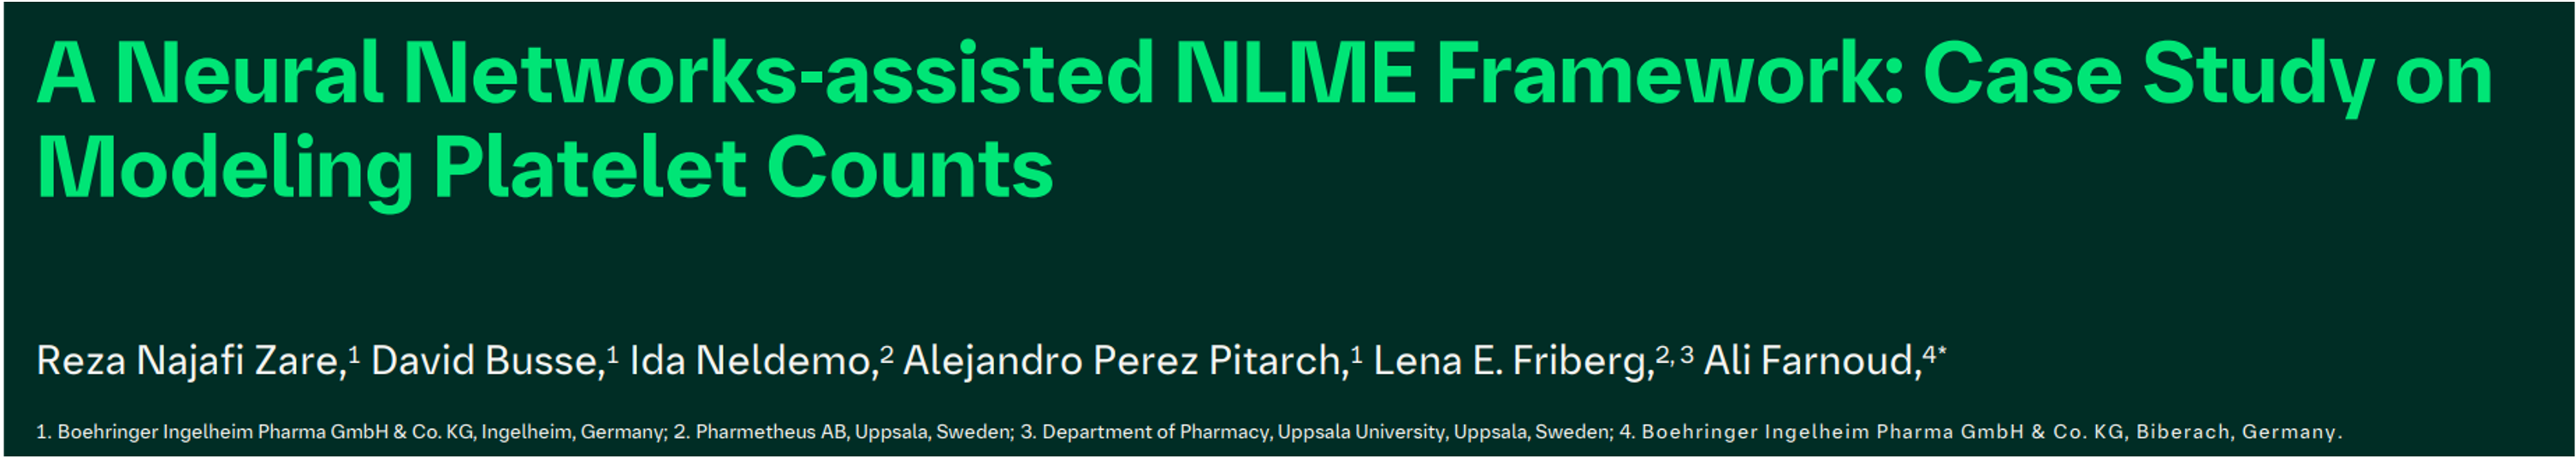 A Neural Networks-assisted NLME Framework: Case Study on
Modeling Platelet Counts
Reza Najafi Zare,¹ David Busse,¹ Ida Neldemo,² Alejandro Perez Pitarch,¹ Lena E. Friberg,²,³ Ali Farnoud,⁴*
1. Boehringer Ingelheim Pharma GmbH & Co. KG, Ingelheim, Germany; 2. Pharmetheus AB, Uppsala, Sweden; 3. Department of Pharmacy, Uppsala University, Uppsala, Sweden; 4. Boehringer Ingelheim Pharma GmbH & Co. KG, Biberach, Germany.